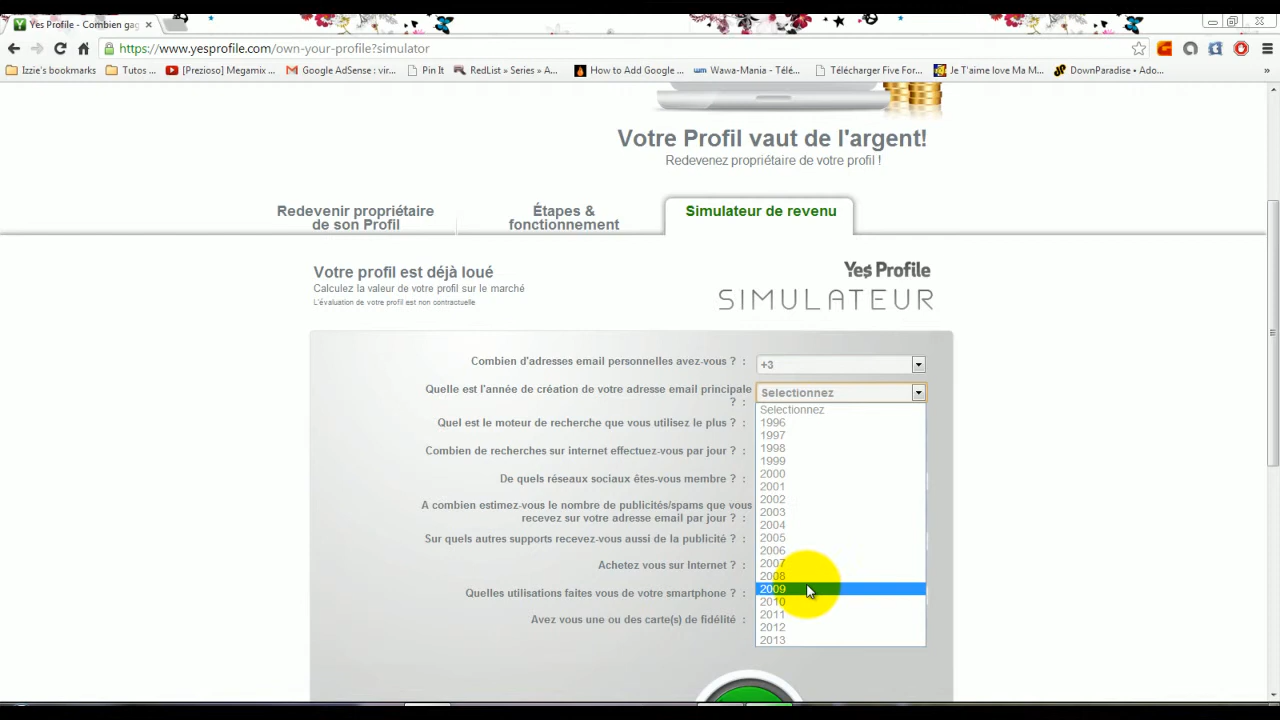 Yes Profile - Combien gag
https://www.yesprofile.com/own-your-profile?simulator
Izzie's bookmarks
Tutos ...
[Prezioso] Megamix ...
Google AdSense : vir...
Pin It
RedList » Series » A...
How to Add Google ...
Wawa-Mania - Télé...
Télécharger Five For...
Je T'aime love Ma M...
DownParadise • Ado...
»
Votre Profil vaut de l'argent!
Redevenez propriétaire de votre profil !
Redevenir propriétaire
de son Profil
Étapes &
fonctionnement
Simulateur de revenu
Votre profil est déjà loué
Calculez la valeur de votre profil sur le marché
L'évaluation de votre profil est non contractuelle
Ye$ Profile
SIMULATEUR
Combien d'adresses email personnelles avez-vous ? :
+3
Quelle est l'année de création de votre adresse email principale
? :
Selectionnez
Quel est le moteur de recherche que vous utilisez le plus ? :
Combien de recherches sur internet effectuez-vous par jour ? :
De quels réseaux sociaux êtes-vous membre ? :
A combien estimez-vous le nombre de publicités/spams que vous
recevez sur votre adresse email par jour ? :
Sur quels autres supports recevez-vous aussi de la publicité ? :
Achetez vous sur Internet ? :
Quelles utilisations faites vous de votre smartphone ? :
Avez vous une ou des carte(s) de fidélité :
Selectionnez
1996
1997
1998
1999
2000
2001
2002
2003
2004
2005
2006
2007
2008
2009
2010
2011
2012
2013